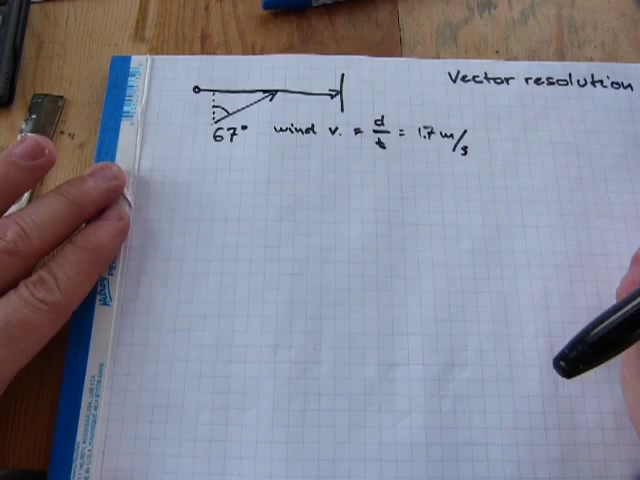 Vector resolution
67° wind v. = d/t = 1.7 m/s